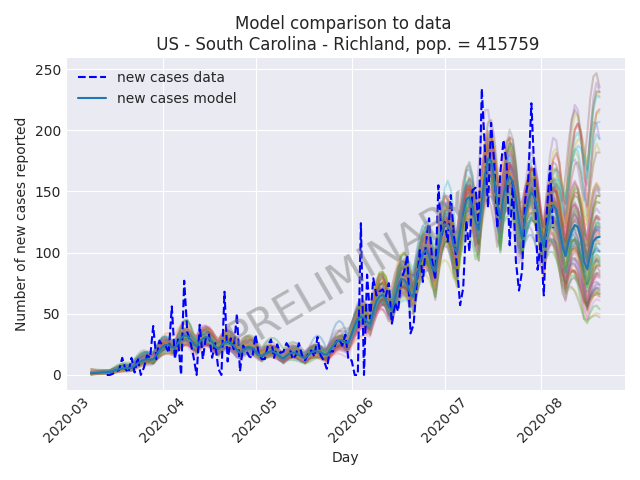 Model comparison to data
US - South Carolina - Richland, pop. = 415759
new cases data
new cases model
Number of new cases reported
250
200
150
100
50
0
PRELIMINARY
2020-03
2020-04
2020-05
2020-06
2020-07
2020-08
Day